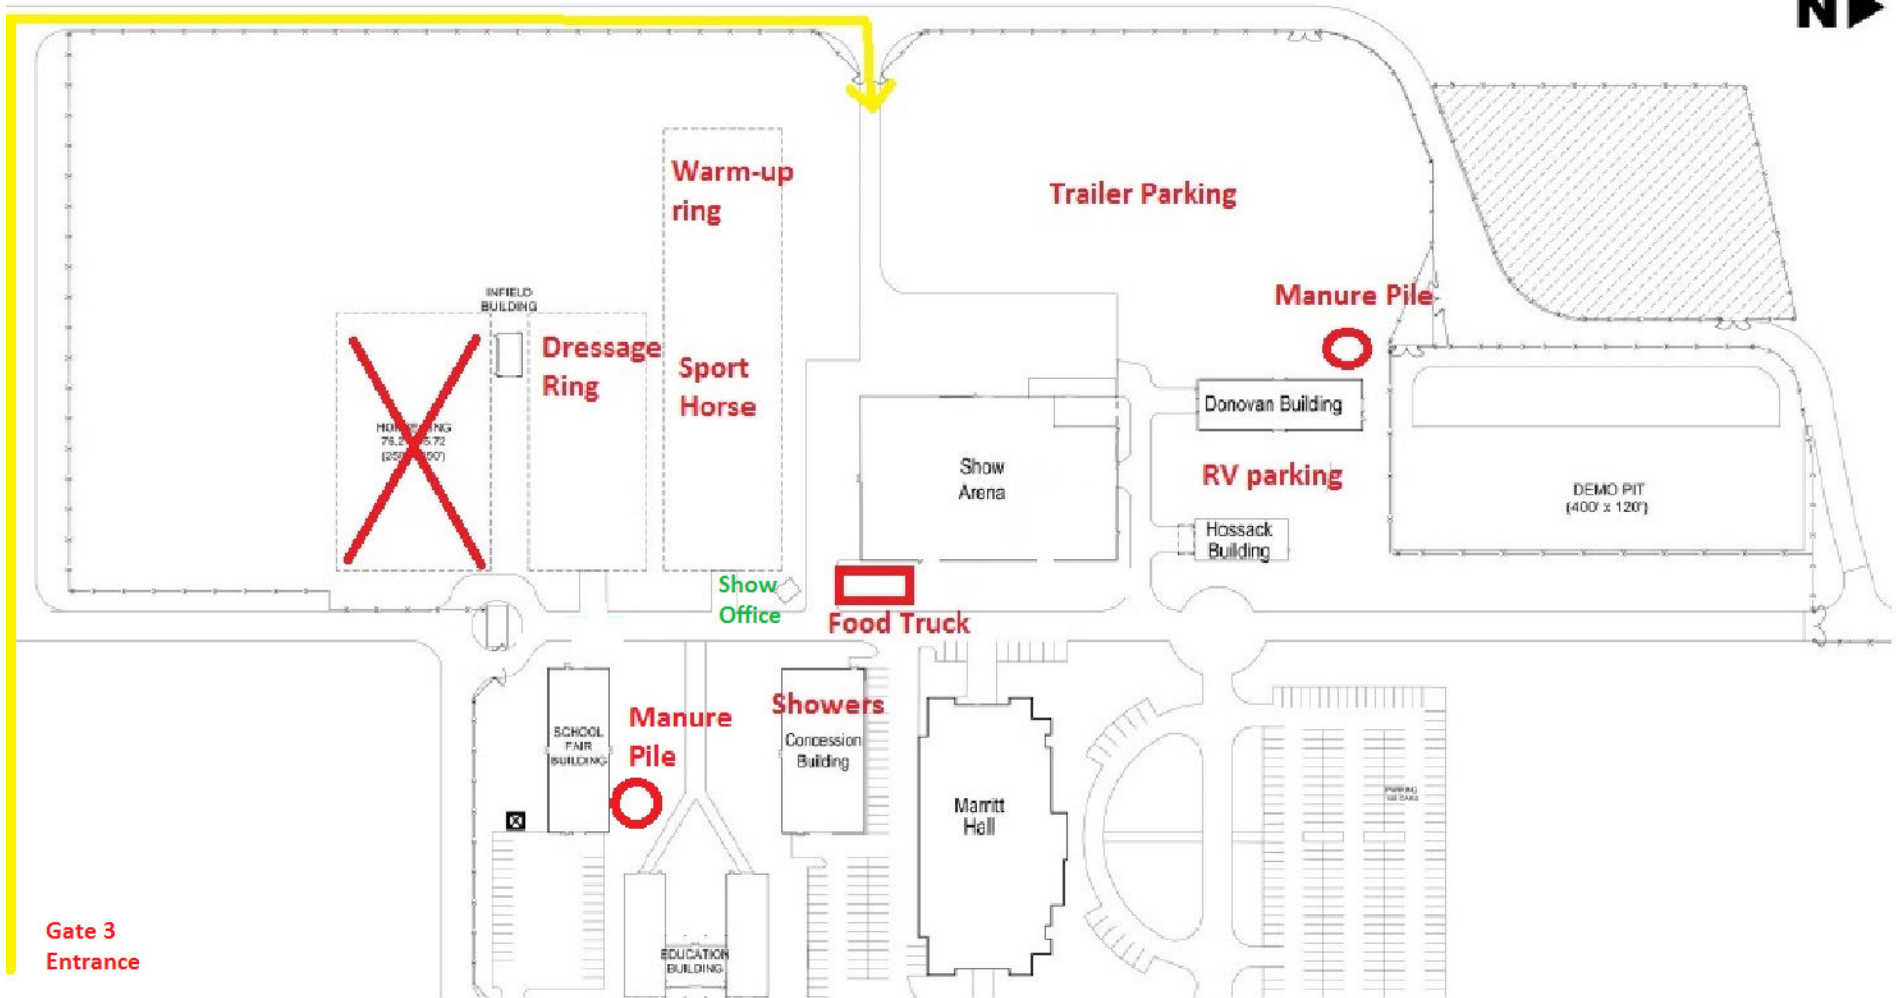 N
Warm-up
ring
Trailer Parking
INFIELD
BUILDING
Manure Pile
Dressage
Ring
Sport
Horse
Donovan Building
Show
Arena
RV parking
DEMO PIT
(400' x 120')
Hossack
Building
Show
Office
Food Truck
Showers
Concession
Building
Manure
Pile
SCHOOL
FAIR
BUILDING
Marritt
Hall
PARKING
EDUCATION
BUILDING
Gate 3
Entrance